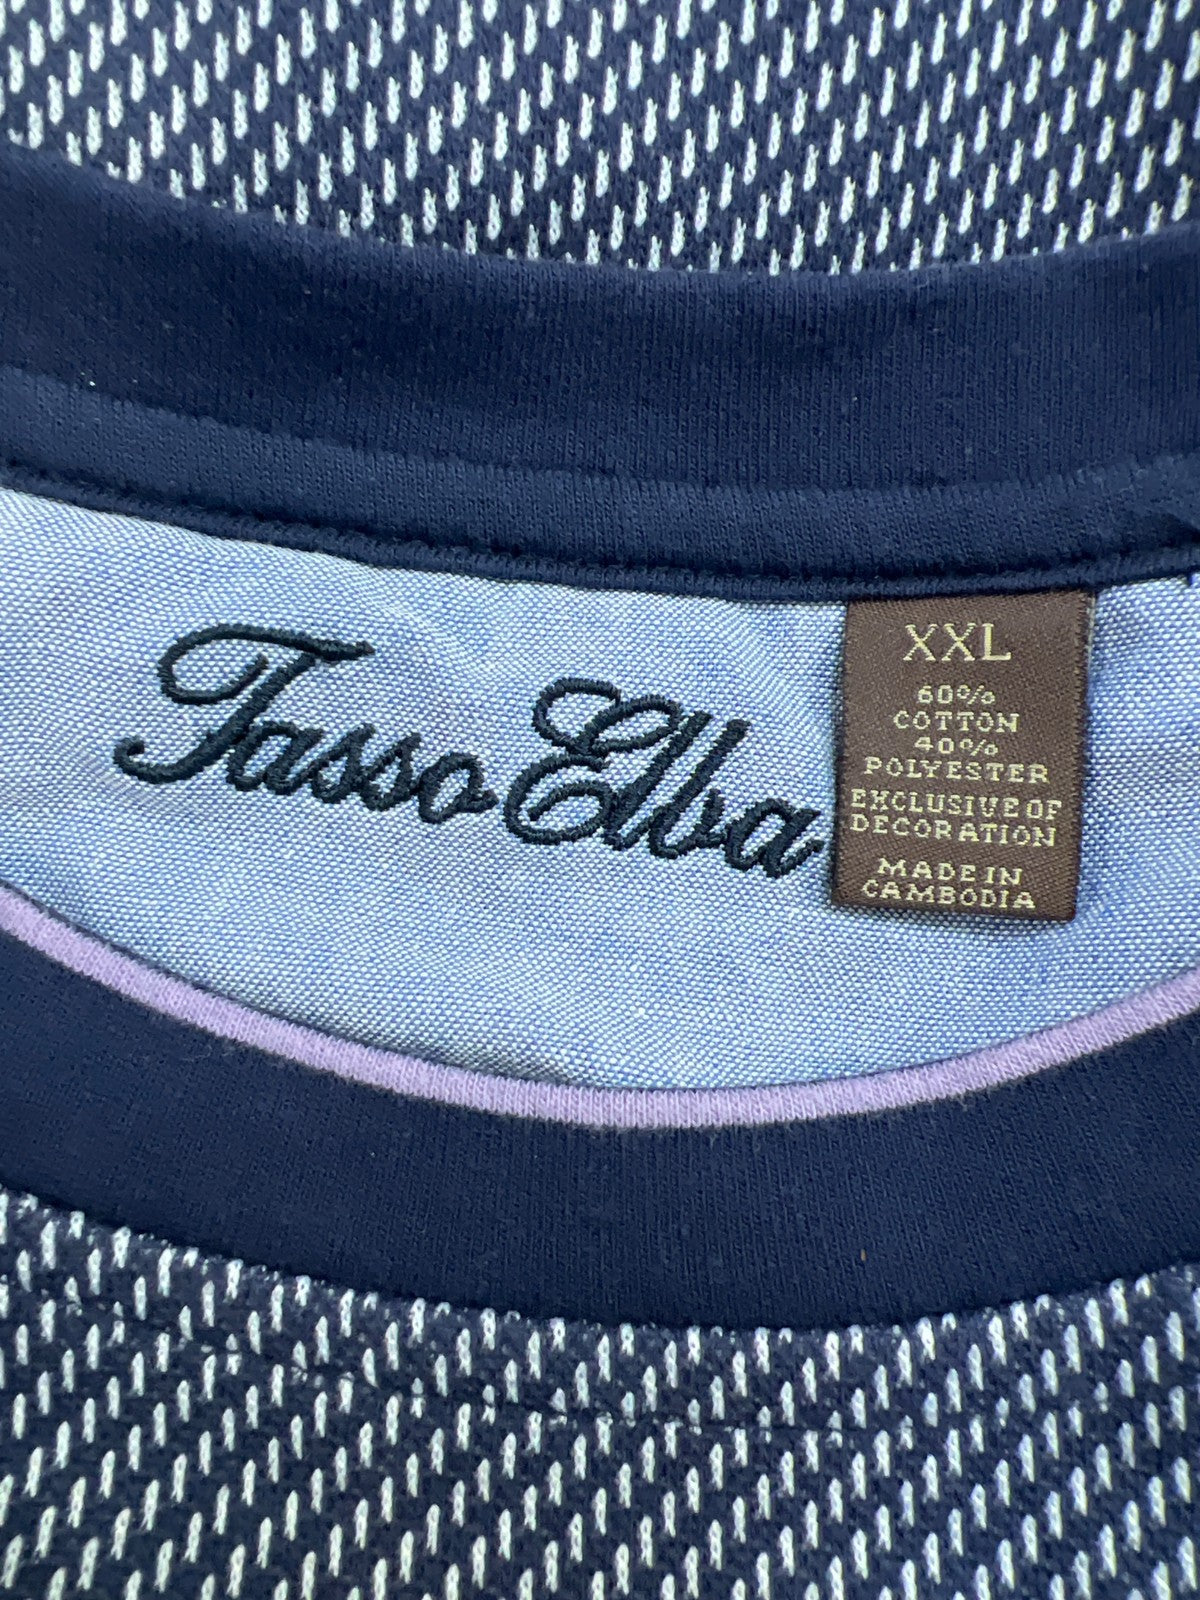 Tasso Elba
XXL
60%
COTTON
40%
POLYESTER
EXCLUSIVE OF
DECORATION
MADE IN
CAMBODIA